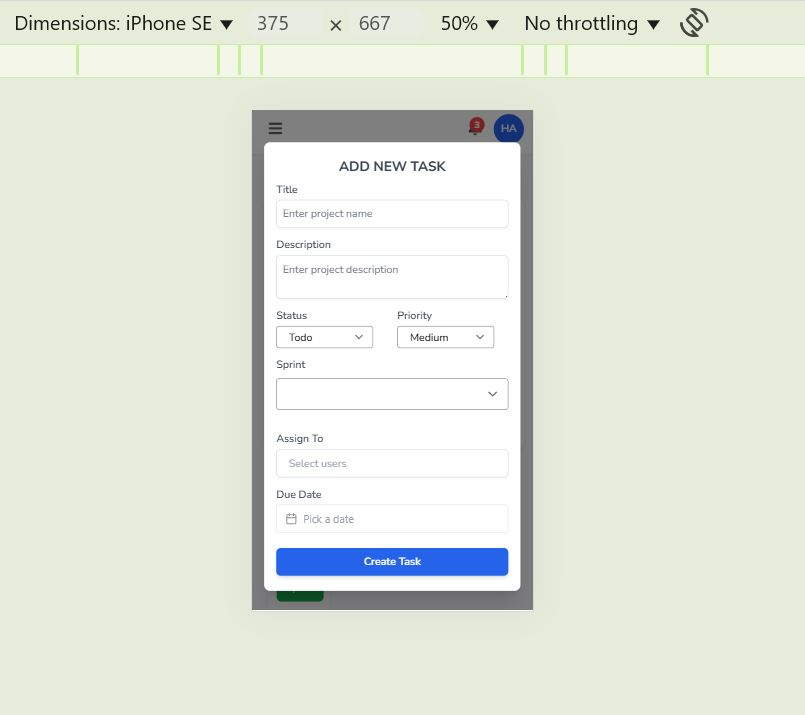 Dimensions: iPhone SE ▼ 375 × 667 50% ▼ No throttling ▼
3 HA
ADD NEW TASK
Title
Enter project name
Description
Enter project description
Status Priority
Todo Medium
Sprint
Assign To
Select users
Due Date
Pick a date
Create Task